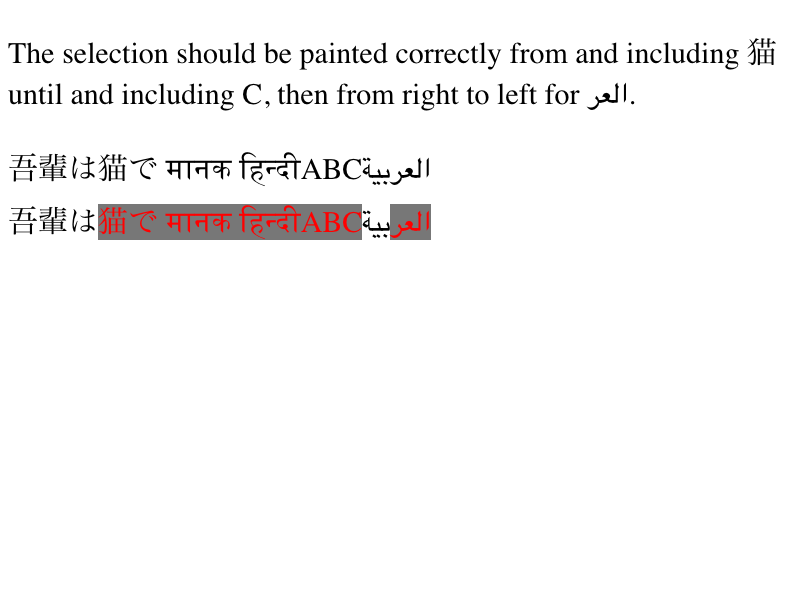 The selection should be painted correctly from and including 猫
until and including C, then from right to left for العر.
吾輩は猫で मानक हिन्दीABCالعربية
吾輩は猫で मानक हिन्दीABCالعربية